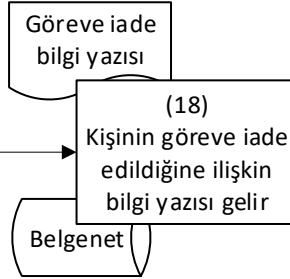 Göreve iade
bilgi yazısı
(18)
Kişinin göreve iade
edildiğine ilişkin
bilgi yazısı gelir
Belgenet